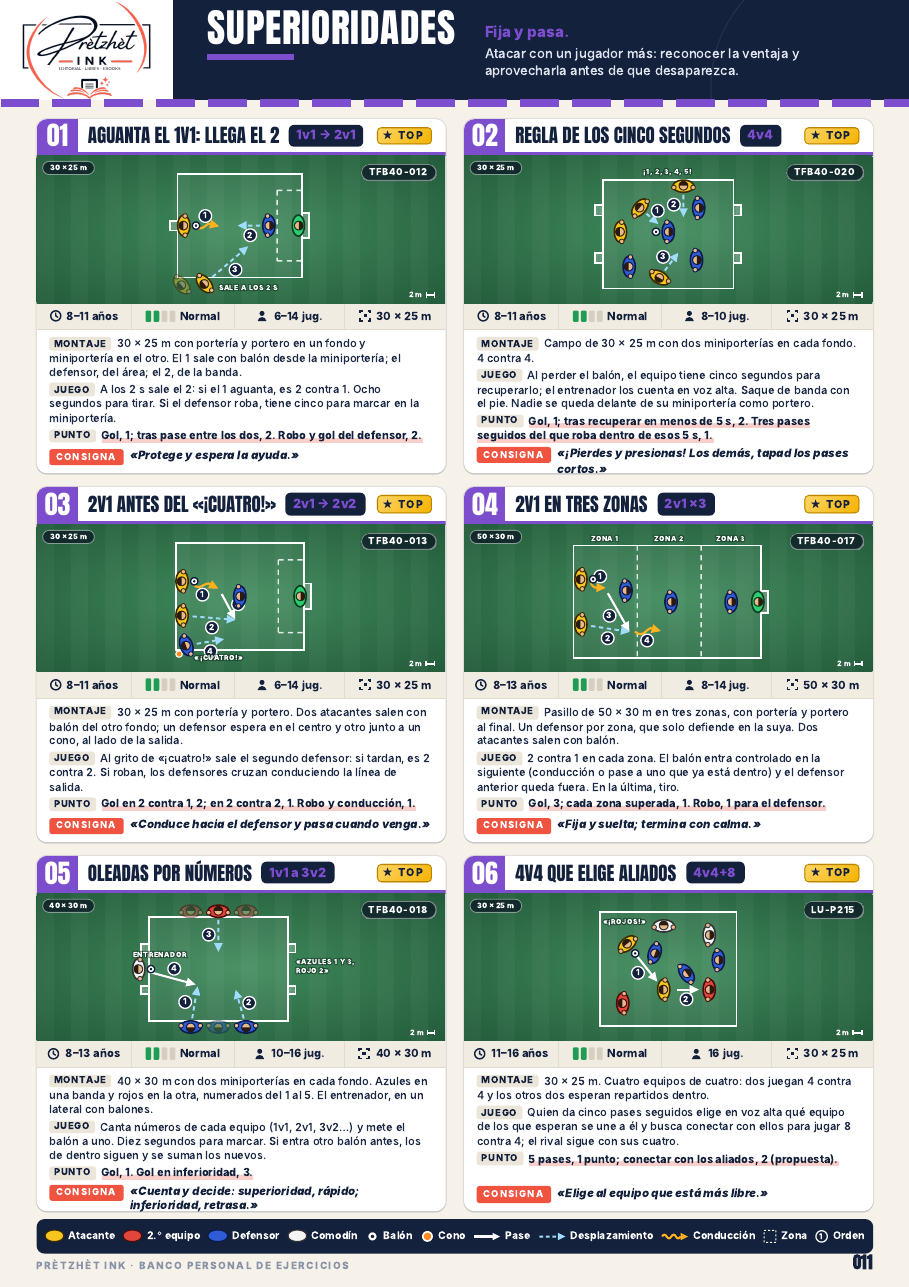 Prètzhèt
INK
EDITORIAL · LIBRES · EBOOKS
SUPERIORIDADES
Fija y pasa.
Atacar con un jugador más: reconocer la ventaja y
aprovecharla antes de que desaparezca.
01 AGUANTA EL 1V1: LLEGA EL 2 1v1 → 2v1 ★ TOP
30×25 m
TFB40-012
1
2
3
SALE A LOS 2 S
2 m
8–11 años Normal 6–14 jug. 30 × 25 m
MONTAJE 30 × 25 m con portería y portero en un fondo y
miniportería en el otro. El 1 sale con balón desde la miniportería; el
defensor, del área; el 2, de la banda.
JUEGO A los 2 s sale el 2: si el 1 aguanta, es 2 contra 1. Ocho
segundos para tirar. Si el defensor roba, tiene cinco para marcar en la
miniportería.
PUNTO Gol, 1; tras pase entre los dos, 2. Robo y gol del defensor, 2.
CONSIGNA «Protege y espera la ayuda.»
02 REGLA DE LOS CINCO SEGUNDOS 4v4 ★ TOP
30×25 m
TFB40-020
¡1, 2, 3, 4, 5!
1
2
3
2 m
8–11 años Normal 8–10 jug. 30 × 25 m
MONTAJE Campo de 30 × 25 m con dos miniporterías en cada fondo.
4 contra 4.
JUEGO Al perder el balón, el equipo tiene cinco segundos para
recuperarlo; el entrenador los cuenta en voz alta. Saque de banda con
el pie. Nadie se queda delante de su miniportería como portero.
PUNTO Gol, 1; tras recuperar en menos de 5 s, 2. Tres pases
seguidos del que roba dentro de esos 5 s, 1.
CONSIGNA «¡Pierdes y presionas! Los demás, tapad los pases
cortos.»
03 2V1 ANTES DEL «¡CUATRO!» 2v1 → 2v2 ★ TOP
30×25 m
TFB40-013
1
2
4
«¡CUATRO!»
2 m
8–11 años Normal 6–14 jug. 30 × 25 m
MONTAJE 30 × 25 m con portería y portero. Dos atacantes salen con
balón del otro fondo; un defensor espera en el centro y otro junto a un
cono, al lado de la salida.
JUEGO Al grito de «¡cuatro!» sale el segundo defensor: si tardan, es 2
contra 2. Si roban, los defensores cruzan conduciendo la línea de
salida.
PUNTO Gol en 2 contra 1, 2; en 2 contra 2, 1. Robo y conducción, 1.
CONSIGNA «Conduce hacia el defensor y pasa cuando venga.»
04 2V1 EN TRES ZONAS 2v1×3 ★ TOP
50×30 m
ZONA 1 ZONA 2 ZONA 3
TFB40-017
1
3
2
4
2 m
8–13 años Normal 8–14 jug. 50 × 30 m
MONTAJE Pasillo de 50 × 30 m en tres zonas, con portería y portero
al final. Un defensor por zona, que solo defiende en la suya. Dos
atacantes salen con balón.
JUEGO 2 contra 1 en cada zona. El balón entra controlado en la
siguiente (conducción o pase a uno que ya está dentro) y el defensor
anterior queda fuera. En la última, tiro.
PUNTO Gol, 3; cada zona superada, 1. Robo, 1 para el defensor.
CONSIGNA «Fija y suelta; termina con calma.»
05 OLEADAS POR NÚMEROS 1v1 a 3v2 ★ TOP
40×30 m
TFB40-018
3
ENTRENADOR
4
«AZULES 1 Y 3,
ROJO 2»
1
2
2 m
8–13 años Normal 10–16 jug. 40 × 30 m
MONTAJE 40 × 30 m con dos miniporterías en cada fondo. Azules en
una banda y rojos en la otra, numerados del 1 al 5. El entrenador, en un
lateral con balones.
JUEGO Canta números de cada equipo (1v1, 2v1, 3v2...) y mete el
balón a uno. Diez segundos para marcar. Si entra otro balón antes, los
de dentro siguen y se suman los nuevos.
PUNTO Gol, 1. Gol en inferioridad, 3.
CONSIGNA «Cuenta y decide: superioridad, rápido;
inferioridad, retrasa.»
06 4V4 QUE ELIGE ALIADOS 4v4+8 ★ TOP
30×25 m
LU-P215
«¡ROJOS!»
1
2
2 m
11–16 años Normal 16 jug. 30 × 25 m
MONTAJE 30 × 25 m. Cuatro equipos de cuatro: dos juegan 4 contra
4 y los otros dos esperan repartidos dentro.
JUEGO Quien da cinco pases seguidos elige en voz alta qué equipo
de los que esperan se une a él y busca conectar con ellos para jugar 8
contra 4; el rival sigue con sus cuatro.
PUNTO 5 pases, 1 punto; conectar con los aliados, 2 (propuesta).
CONSIGNA «Elige al equipo que está más libre.»
Atacante 2.º equipo Defensor Comodín Balón Cono Pase Desplazamiento Conducción Zona 1 Orden
PRÈTZHÈT INK · BANCO PERSONAL DE EJERCICIOS
011